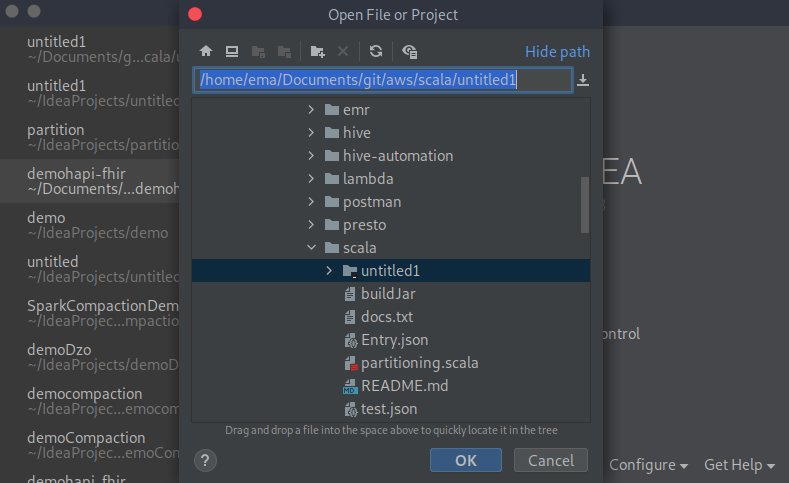 Open File or Project
Hide path
/home/ema/Documents/git/aws/scala/untitled1
emr
hive
hive-automation
lambda
postman
presto
scala
untitled1
buildJar
docs.txt
Entry.json
partitioning.scala
README.md
test.json
Drag and drop a file into the space above to quickly locate it in the tree
?
OK
Cancel
untitled1
~/Documents/g...cala/u
untitled1
~/IdeaProjects/untitled
partition
~/IdeaProjects/partitio
demohapi-fhir
~/Documents/...demoh
demo
~/IdeaProjects/demo
untitled
~/IdeaProjects/untitled
SparkCompactionDem
~/IdeaProjec...mpactio
demoDzo
~/IdeaProjects/demoD
democompaction
~/IdeaProjec...emocom
demoCompaction
~/IdeaProjec...emoCom
demohapi-fhir
EA
ontrol
Configure
Get Help